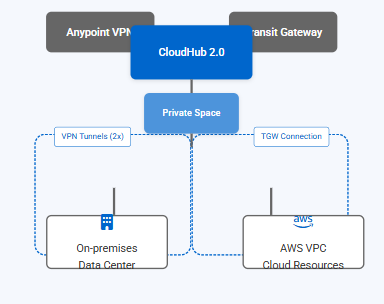 Anypoint VPN
ransit Gateway
CloudHub 2.0
Private Space
VPN Tunnels (2x)
TGW Connection
aws
On-premises
Data Center
AWS VPC
Cloud Resources